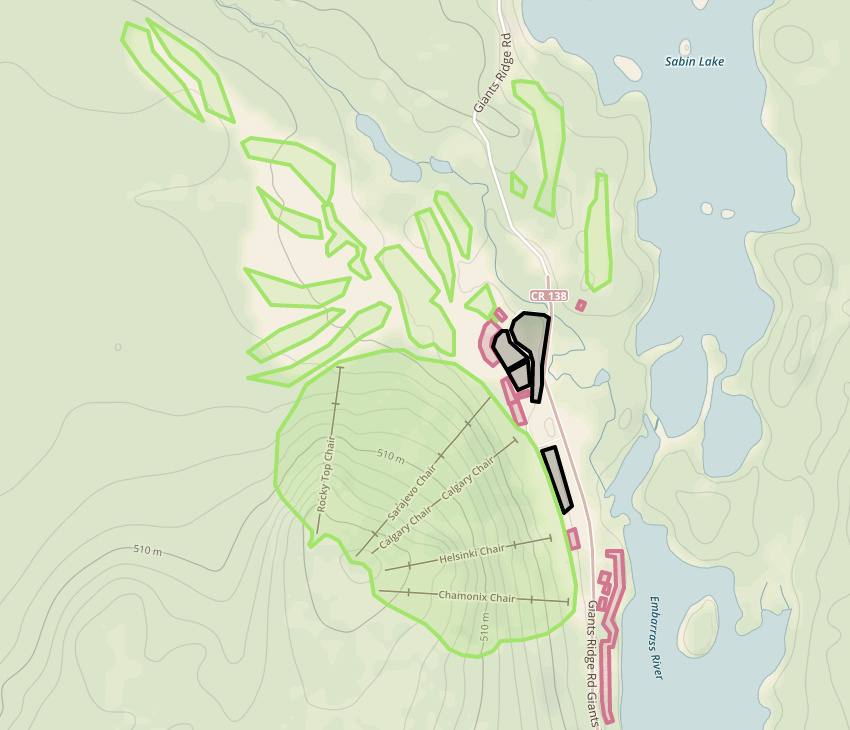 Sabin Lake
Giants Ridge Rd
CR 138
510 m
Rocky Top Chair
Sarajevo Chair
Calgary Chair
Calgary Chair
510 m
Helsinki Chair
Chamonix Chair
510 m
Embarrass River
Giants Ridge Rd Giants